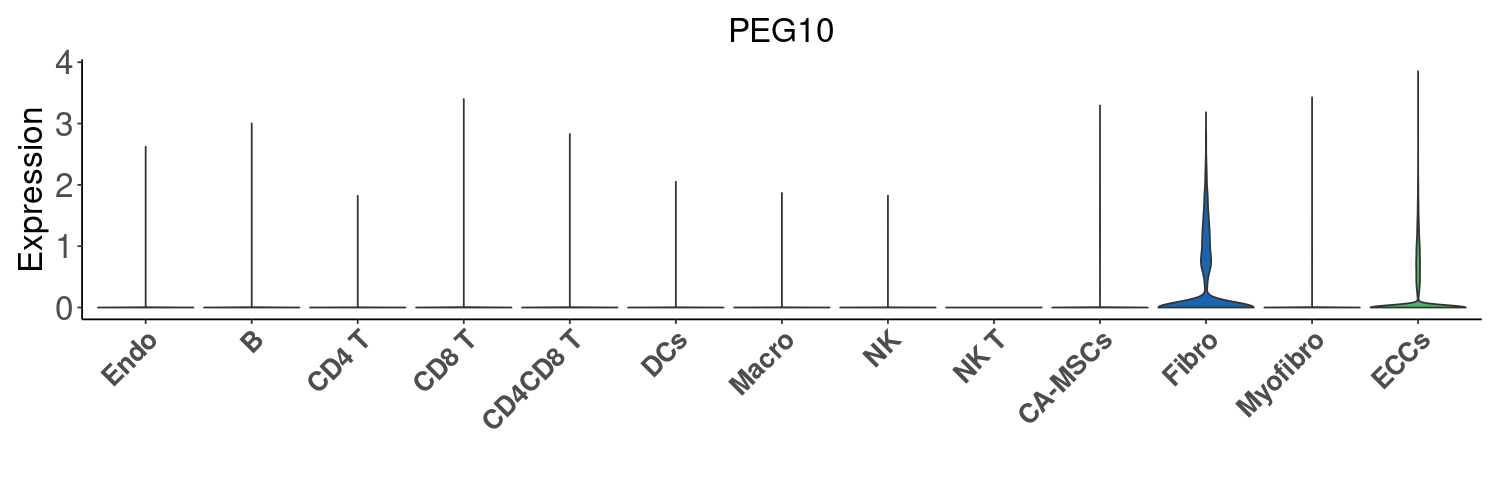 PEG10
Expression
4
3
2
1
0
Endo
B
CD4 T
CD8 T
CD4CD8 T
DCs
Macro
NK
NK T
CA-MSCs
Fibro
Myofibro
ECCs